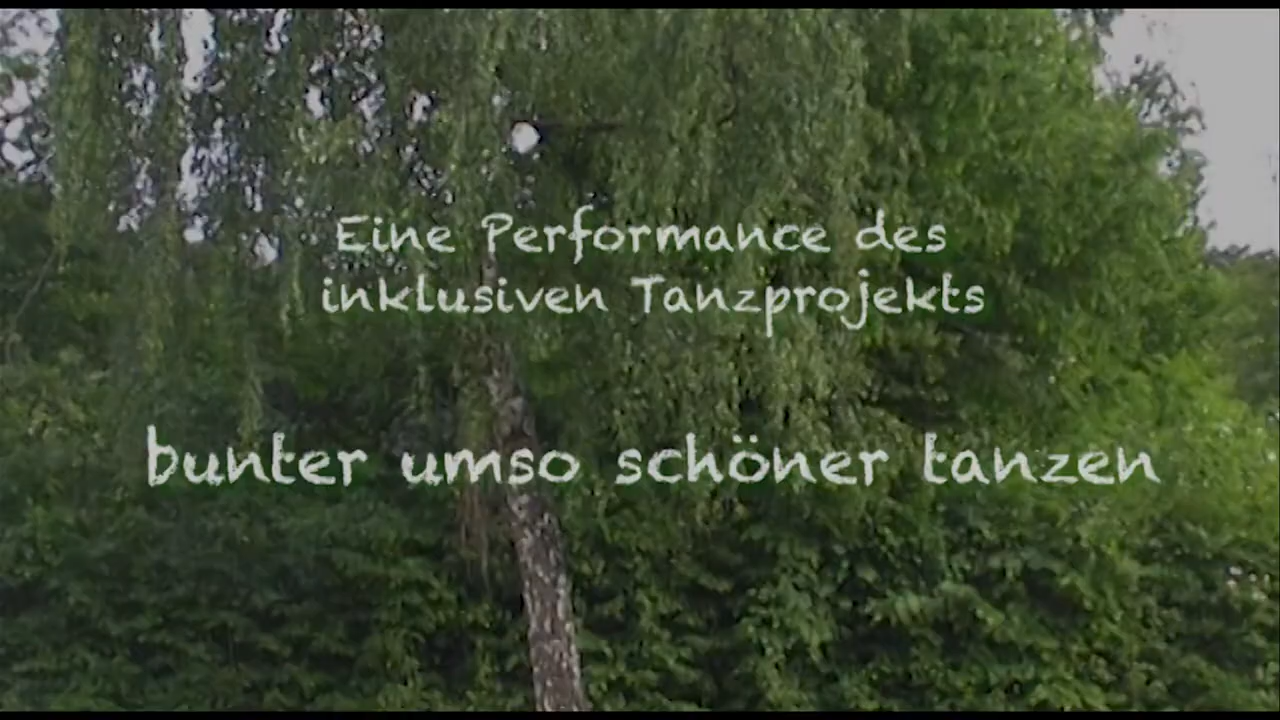 Eine Performance des
inklusiven Tanzprojekts
bunter umso schöner tanzen